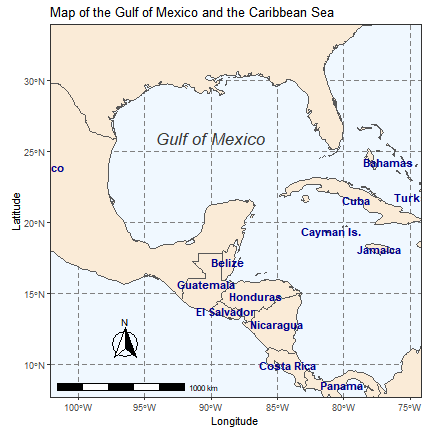 Map of the Gulf of Mexico and the Caribbean Sea
30°N
Gulf of Mexico
25°N
Bahamas
co
Cuba
Turk
20°N
Cayman Is.
Jamaica
Belize
Guatemala
15°N
Honduras
El Salvador
Nicaragua
N
10°N
Costa Rica
Panama
1000 km
100°W
95°W
90°W
85°W
80°W
75°W
Longitude
Latitude